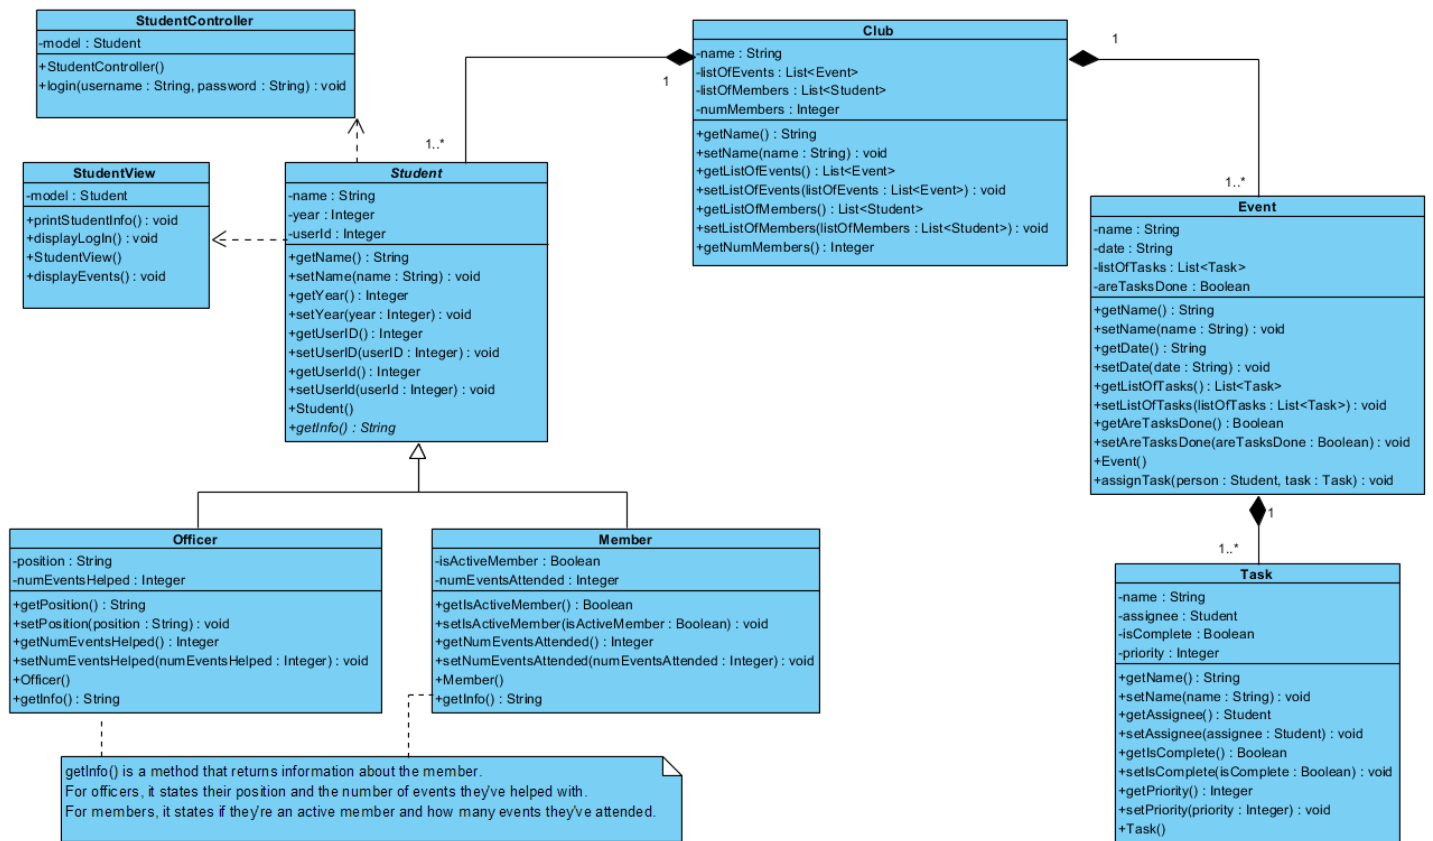 StudentController
-model : Student
+StudentController()
+login(username : String, password : String) : void
Club
-name : String
-listOfEvents : List<Event>
-listOfMembers : List<Student>
-numMembers : Integer
+getName() : String
+setName(name : String) : void
+getListOfEvents() : List<Event>
+setListOfEvents(listOfEvents : List<Event>) : void
+getListOfMembers() : List<Student>
+setListOfMembers(listOfMembers : List<Student>) : void
+getNumMembers() : Integer
1
1
1..*
1..*
StudentView
-model : Student
+printStudentInfo() : void
+displayLogIn() : void
+StudentView()
+displayEvents() : void
Student
-name : String
-year : Integer
-userId : Integer
+getName() : String
+setName(name : String) : void
+getYear() : Integer
+setYear(year : Integer) : void
+getUserID() : Integer
+setUserID(userID : Integer) : void
+getUserId() : Integer
+setUserId(userId : Integer) : void
+Student()
+getInfo() : String
Event
-name : String
-date : String
-listOfTasks : List<Task>
-areTasksDone : Boolean
+getName() : String
+setName(name : String) : void
+getDate() : String
+setDate(date : String) : void
+getListOfTasks() : List<Task>
+setListOfTasks(listOfTasks : List<Task>) : void
+getAreTasksDone() : Boolean
+setAreTasksDone(areTasksDone : Boolean) : void
+Event()
+assignTask(person : Student, task : Task) : void
1
1..*
Officer
-position : String
-numEventsHelped : Integer
+getPosition() : String
+setPosition(position : String) : void
+getNumEventsHelped() : Integer
+setNumEventsHelped(numEventsHelped : Integer) : void
+Officer()
+getInfo() : String
Member
-isActiveMember : Boolean
-numEventsAttended : Integer
+getIsActiveMember() : Boolean
+setIsActiveMember(isActiveMember : Boolean) : void
+getNumEventsAttended() : Integer
+setNumEventsAttended(numEventsAttended : Integer) : void
+Member()
+getInfo() : String
Task
-name : String
-assignee : Student
-isComplete : Boolean
-priority : Integer
+getName() : String
+setName(name : String) : void
+getAssignee() : Student
+setAssignee(assignee : Student) : void
+getIsComplete() : Boolean
+setIsComplete(isComplete : Boolean) : void
+getPriority() : Integer
+setPriority(priority : Integer) : void
+Task()
getInfo() is a method that returns information about the member.
For officers, it states their position and the number of events they've helped with.
For members, it states if they're an active member and how many events they've attended.